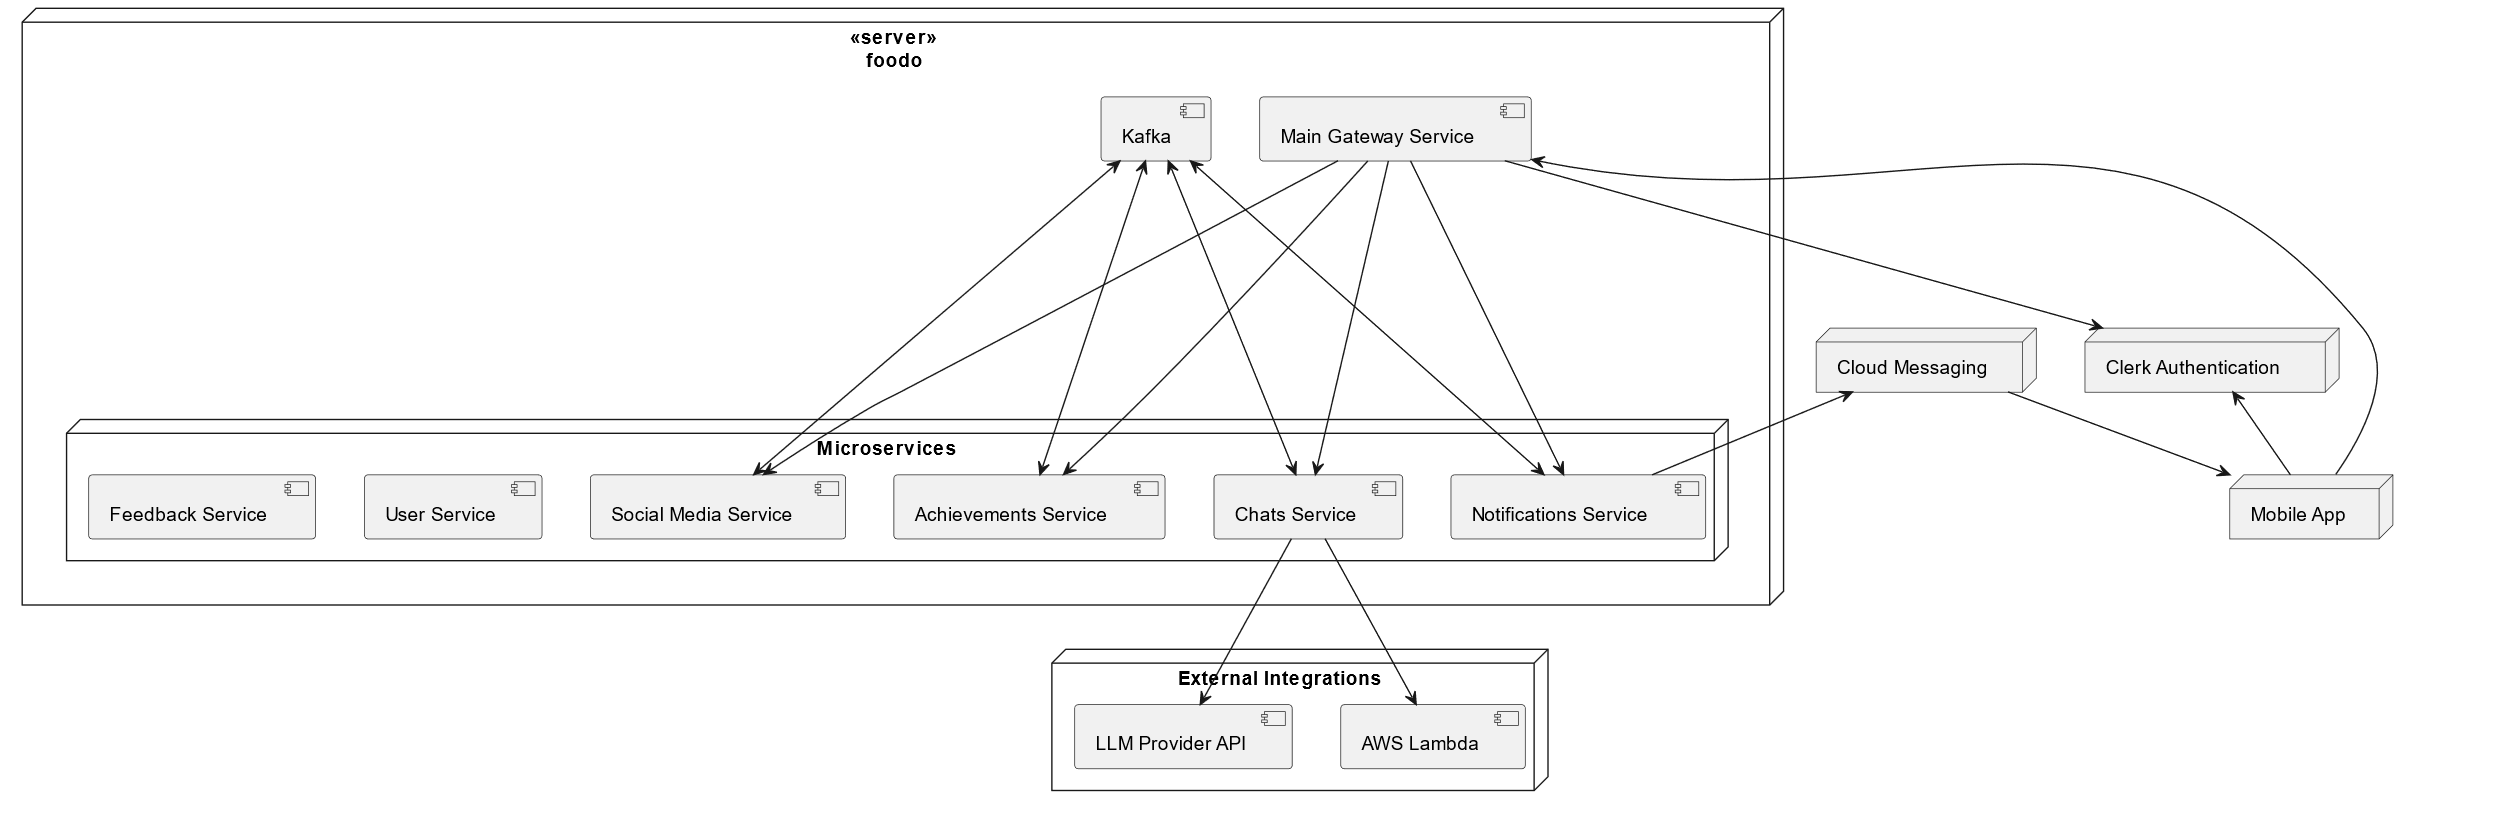 «server»
foodo
Kafka
Main Gateway Service
Cloud Messaging
Clerk Authentication
Microservices
Feedback Service
User Service
Social Media Service
Achievements Service
Chats Service
Notifications Service
Mobile App
External Integrations
LLM Provider API
AWS Lambda